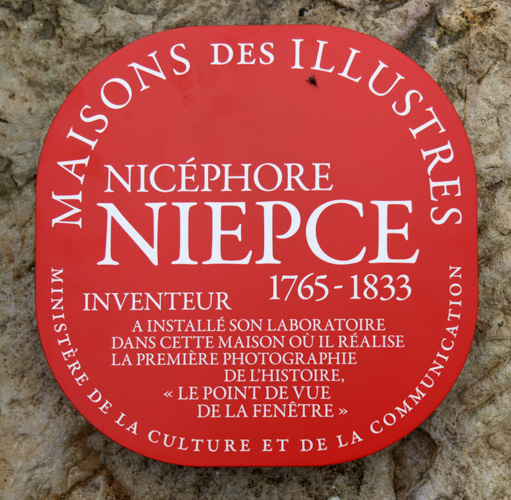 MAISONS DES ILLUSTRES
NICÉPHORE
NIEPCE
1765-1833
INVENTEUR
A INSTALLÉ SON LABORATOIRE
DANS CETTE MAISON OÙ IL RÉALISE
LA PREMIÈRE PHOTOGRAPHIE
DE L'HISTOIRE,
« LE POINT DE VUE
DE LA FENÊTRE »
MINISTÈRE DE LA CULTURE ET DE LA COMMUNICATION